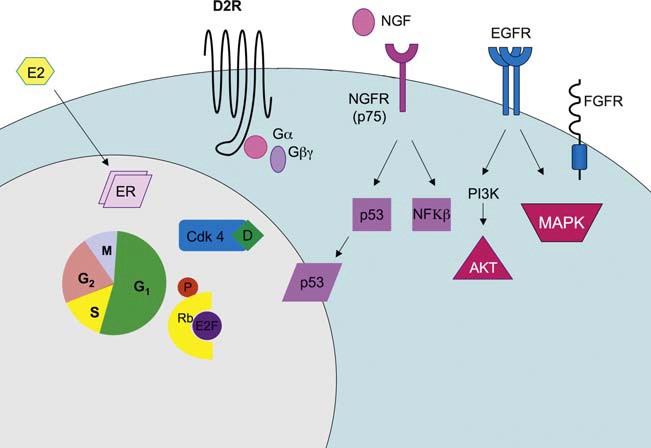 D2R
NGF
EGFR
E2
NGFR
(p75)
FGFR
Gα
Gβγ
ER
PI3K
p53
NFKβ
MAPK
Cdk 4
D
M
AKT
G2
G1
p53
P
S
Rb
E2F